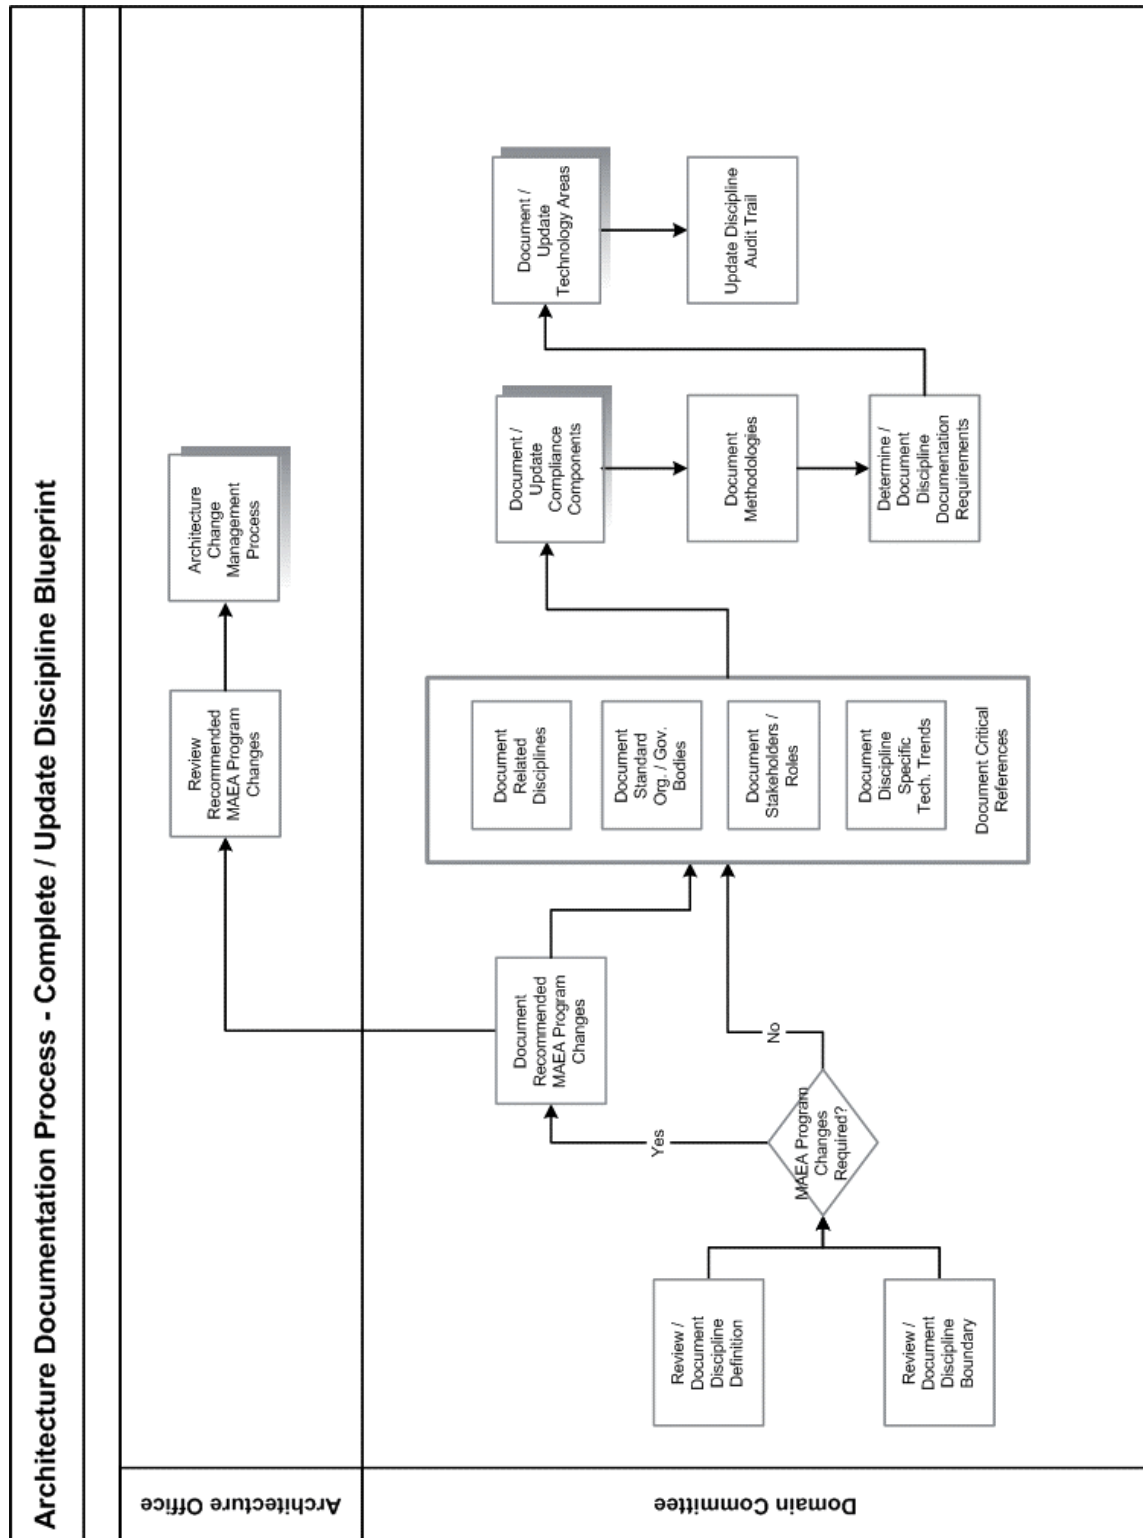 Architecture Documentation Process - Complete / Update Discipline Blueprint
Architecture Office
Review
Recommended
MAEA Program
Changes
Architecture
Change
Management
Process
Domain Committee
Review /
Document
Discipline
Definition
Review /
Document
Discipline
Boundary
MAEA Program
Changes
Required?
Yes
No
Document
Recommended
MAEA Program
Changes
Document
Related
Disciplines
Document
Standard
Org. / Gov.
Bodies
Document
Stakeholders /
Roles
Document
Discipline
Specific
Tech. Trends
Document Critical
References
Document /
Update
Compliance
Components
Document
Methodologies
Determine /
Document
Discipline
Documentation
Requirements
Document /
Update
Technology Areas
Update Discipline
Audit Trail